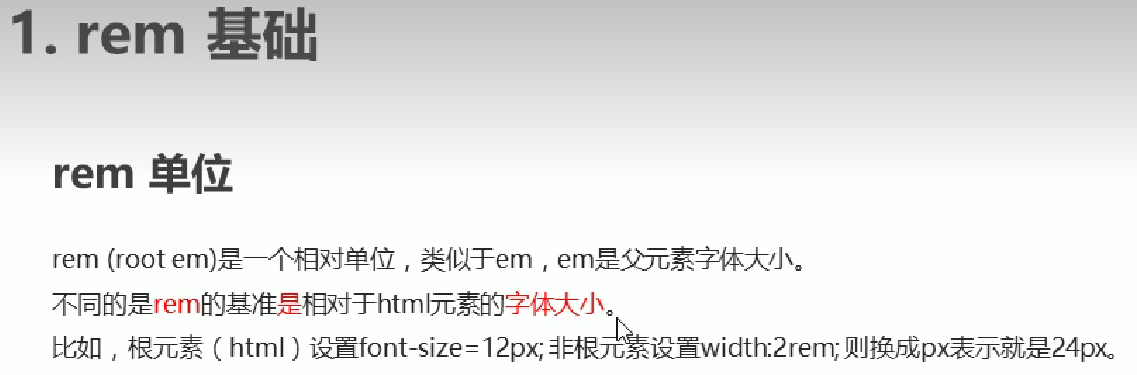 1. rem 基础
rem 单位
rem (root em)是一个相对单位，类似于em，em是父元素字体大小。
不同的是rem的基准是相对于html元素的字体大小。
比如，根元素（html）设置font-size=12px; 非根元素设置width:2rem; 则换成px表示就是24px。